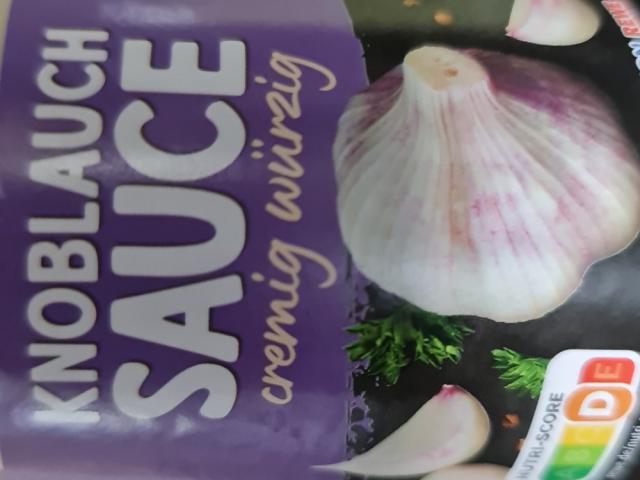 KNOBLAUCH
SAUCE
cremig würzig
NUTRI-SCORE
A B C D E